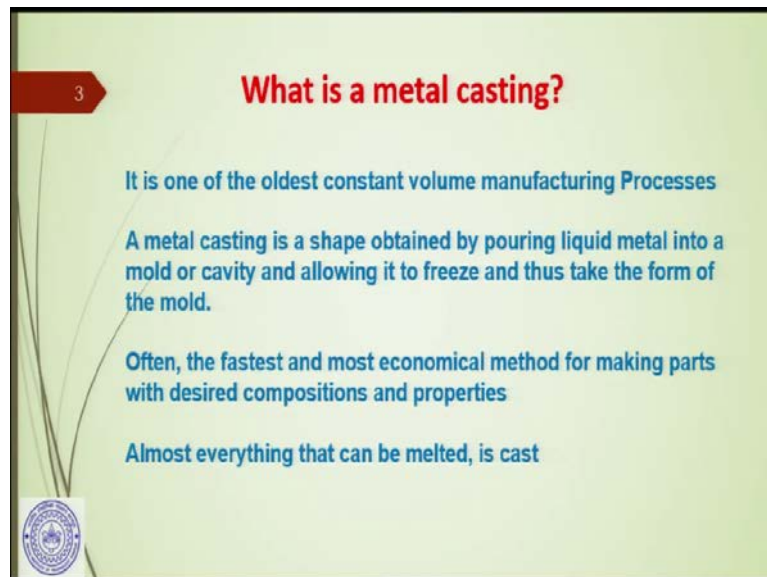 3
What is a metal casting?
It is one of the oldest constant volume manufacturing Processes
A metal casting is a shape obtained by pouring liquid metal into a
mold or cavity and allowing it to freeze and thus take the form of
the mold.
Often, the fastest and most economical method for making parts
with desired compositions and properties
Almost everything that can be melted, is cast